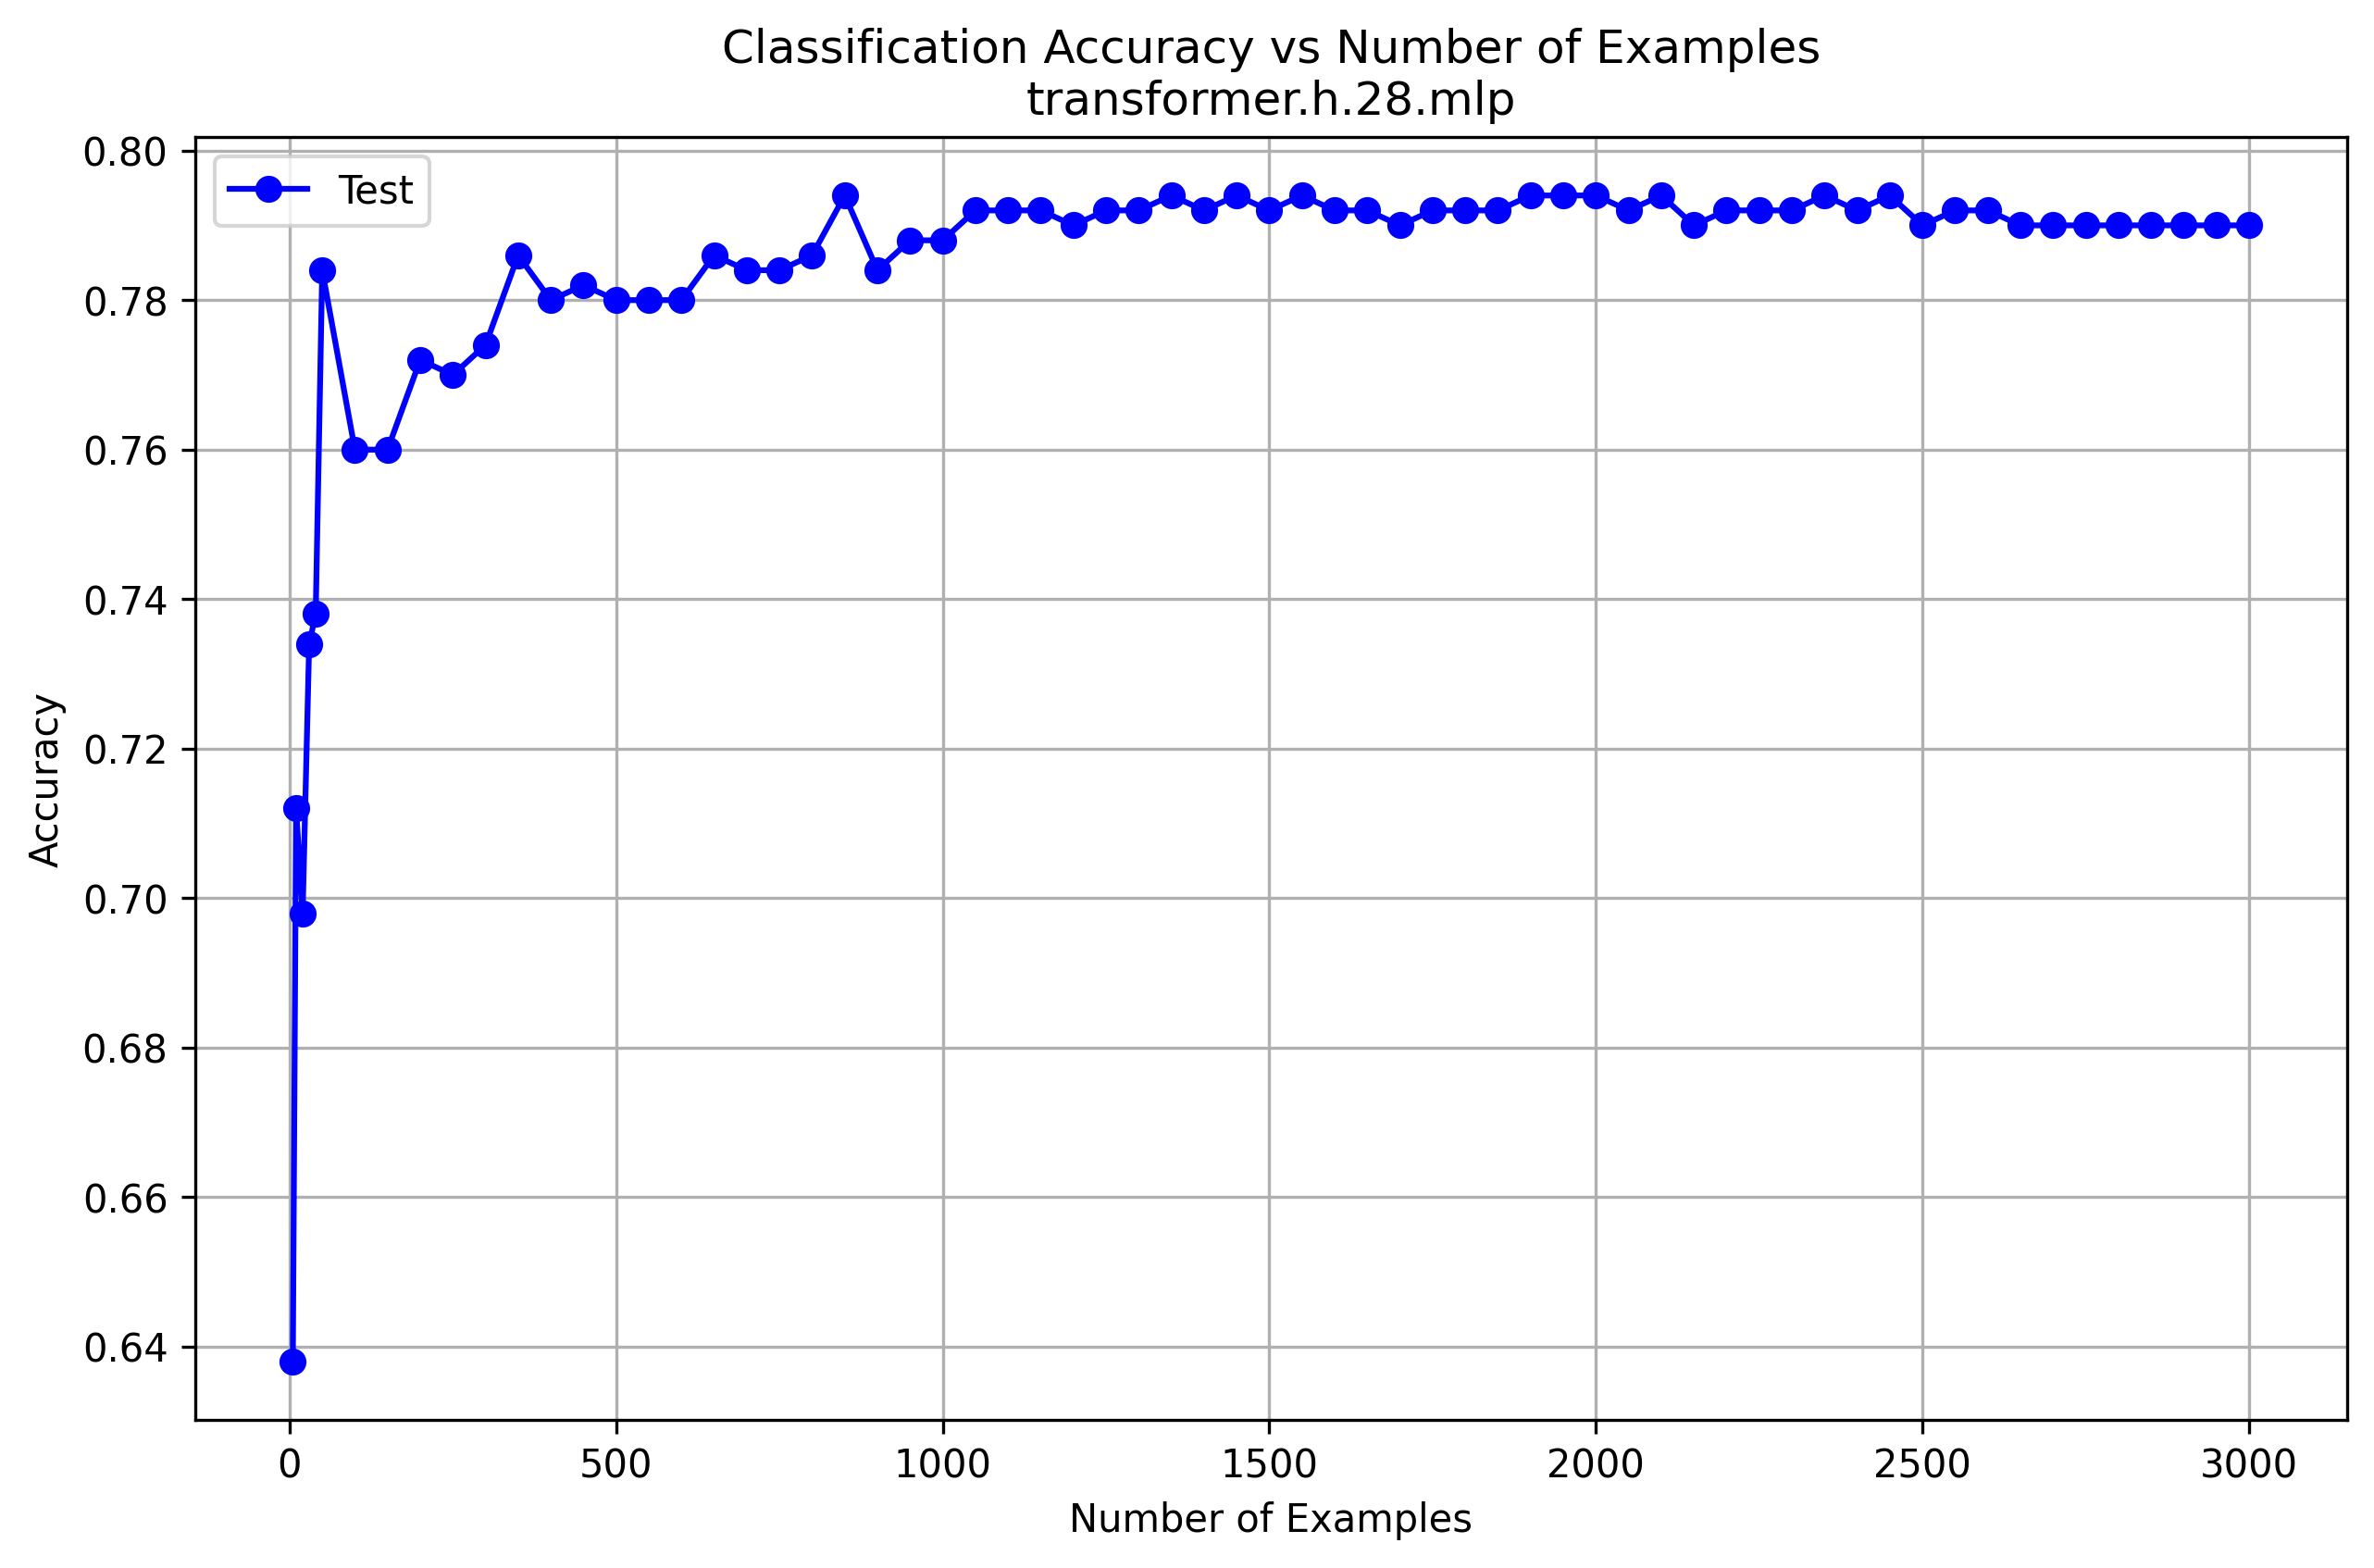 Classification Accuracy vs Number of Examples
transformer.h.28.mlp
Test
Accuracy
0.80
0.78
0.76
0.74
0.72
0.70
0.68
0.66
0.64
0 500 1000 1500 2000 2500 3000
Number of Examples